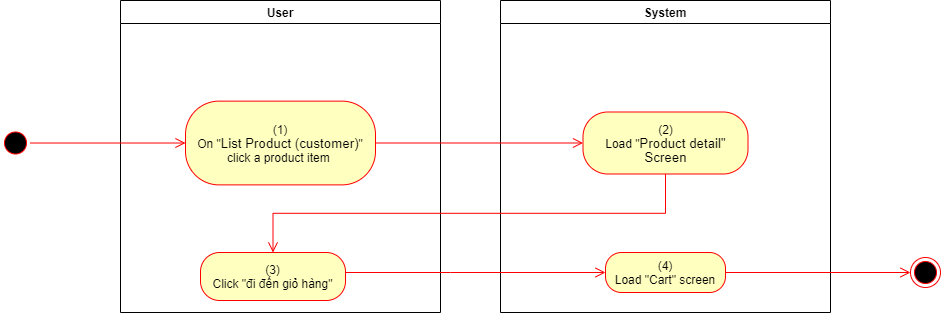 User
System
(1)
On "List Product (customer)"
click a product item
(2)
Load "Product detail"
Screen
(3)
Click "đi đến giỏ hàng"
(4)
Load "Cart" screen